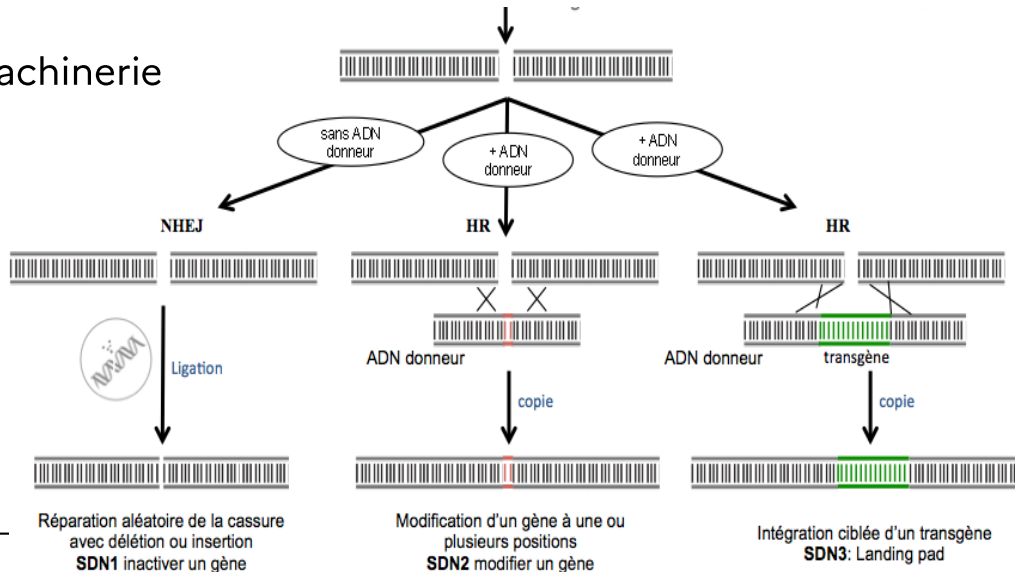 achinerie
sans ADN
donneur
+ ADN
donneur
+ ADN
donneur
NHEJ
HR
HR
ADN donneur
ADN donneur
transgène
Ligation
copie
copie
Réparation aléatoire de la cassure
avec délétion ou insertion
SDN1 inactiver un gène
Modification d'un gène à une ou
plusieurs positions
SDN2 modifier un gène
Intégration ciblée d'un transgène
SDN3: Landing pad